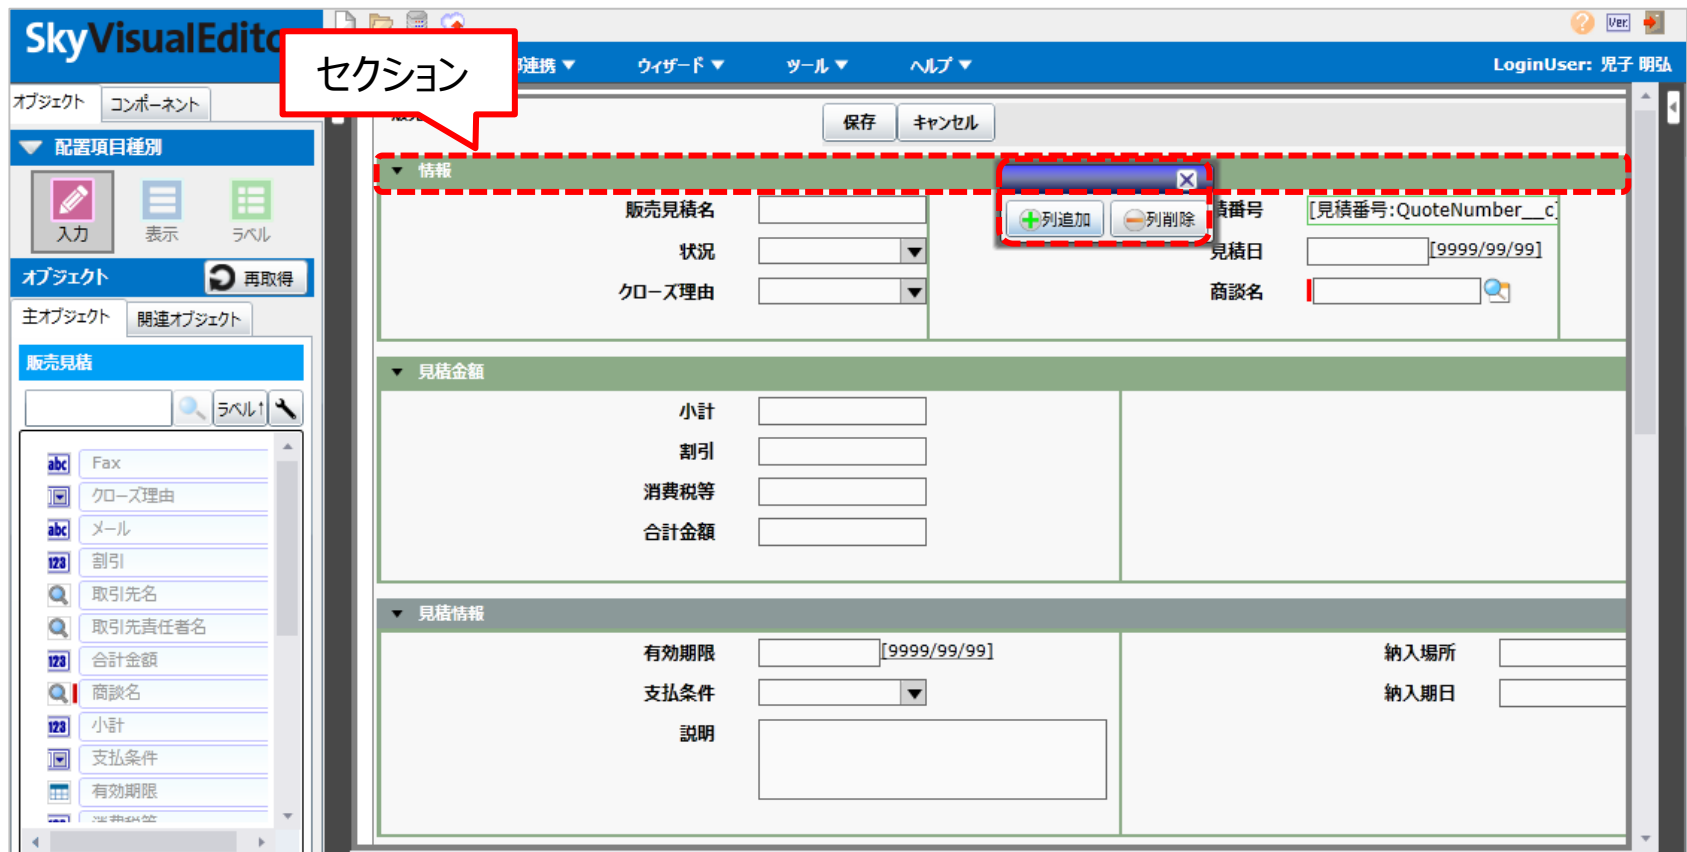 SkyVisualEdito
セクション
連携 ▼
ウィザード ▼
ツール ▼
ヘルプ ▼
Ver.
LoginUser: 児子 明弘
オブジェクト
コンポーネント
配置項目種別
入力
表示
ラベル
オブジェクト
再取得
主オブジェクト
関連オブジェクト
販売見積
ラベル↑
abc Fax
クローズ理由
abc メール
123 割引
取引先名
取引先責任者名
123 合計金額
商談名
123 小計
支払条件
有効期限
消費税等
保存
キャンセル
▼ 情報
列追加
列削除
販売見積名
積番号
[見積番号:QuoteNumber__c]
状況
見積日
[9999/99/99]
クローズ理由
商談名
▼ 見積金額
小計
割引
消費税等
合計金額
▼ 見積情報
有効期限
[9999/99/99]
納入場所
支払条件
納入期日
説明